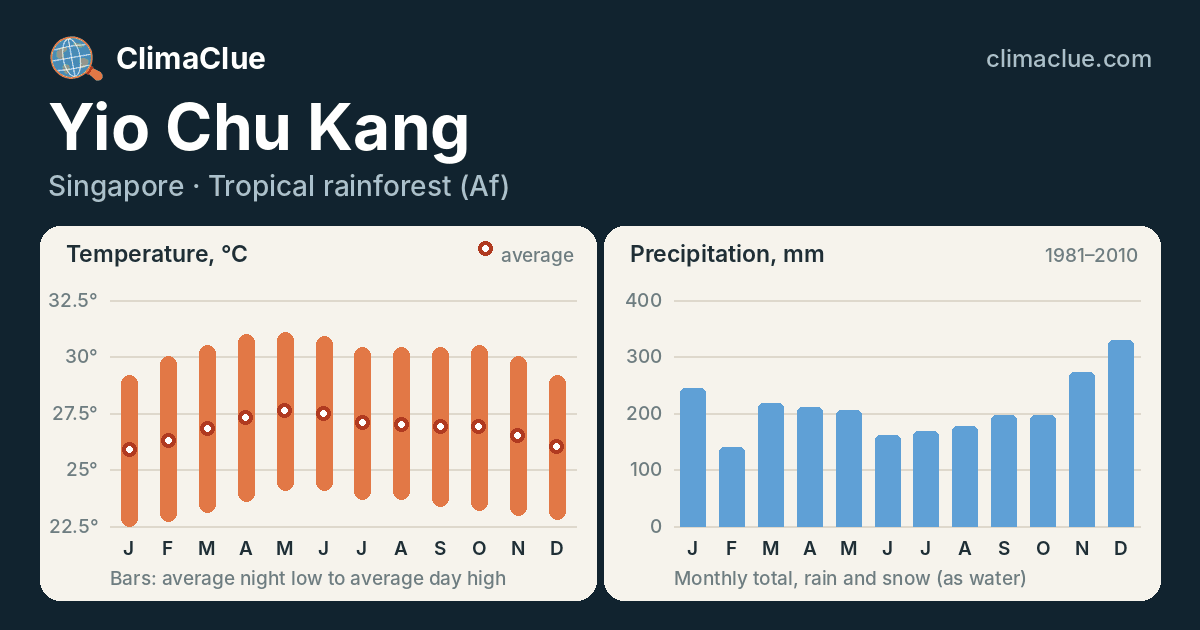 ClimaClue
climaclue.com
Yio Chu Kang
Singapore · Tropical rainforest (Af)
Temperature, °C
average
32.5°
30°
27.5°
25°
22.5°
J F M A M J J A S O N D
Bars: average night low to average day high
Precipitation, mm
1981–2010
400
300
200
100
0
J F M A M J J A S O N D
Monthly total, rain and snow (as water)